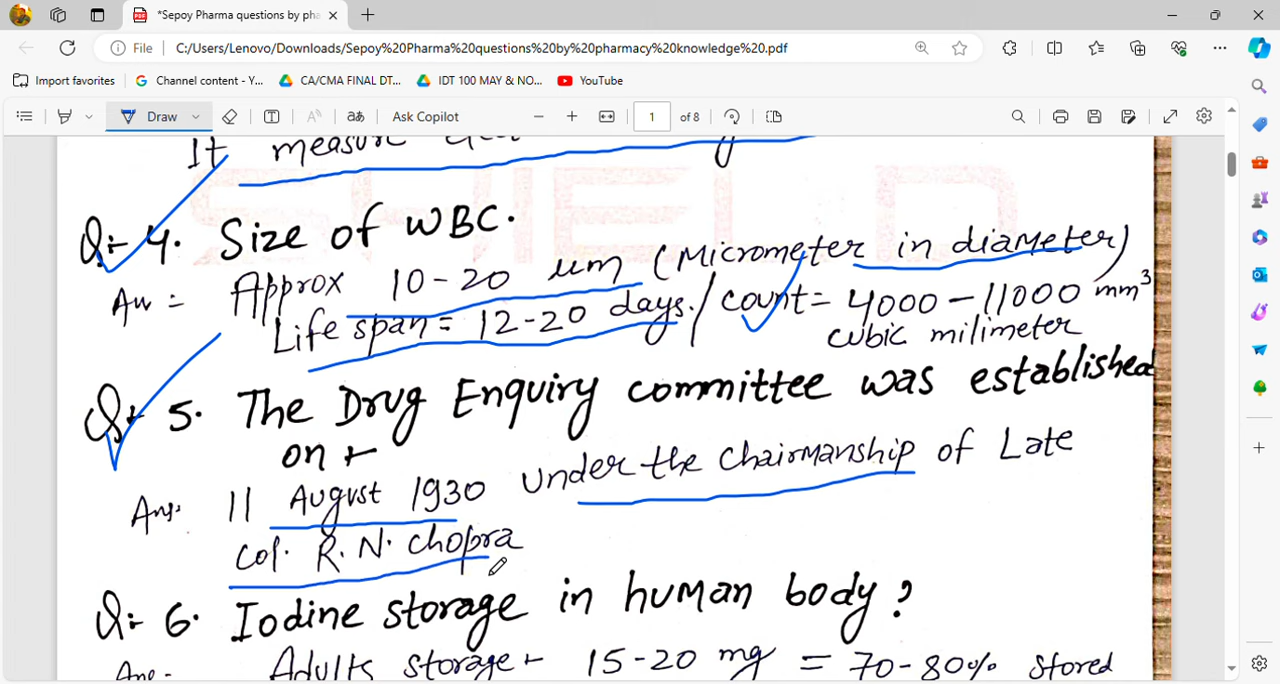 *Sepoy Pharma questions by pha
File C:/Users/Lenovo/Downloads/Sepoy%20Pharma%20questions%20by%20pharmacy%20knowledge%20.pdf
Import favorites Channel content - Y... CA/CMA FINAL DT... IDT 100 MAY & NO... YouTube
Draw Ask Copilot 1 of 8
It measure
SHIELD
Q:- 4. Size of WBC.
An = Approx 10-20 um (Micrometer in diameter)
Life span = 12-20 days. / count = 4000 - 11000 mm³
cubic milimeter
Q:- 5. The Drug Enquiry committee was established
on :-
Ans: 11 August 1930 under the chairmanship of Late
Col. R. N. Chopra
Q:- 6. Iodine storage in human body ?
Ans- Adults storage :- 15-20 mg = 70-80% stored